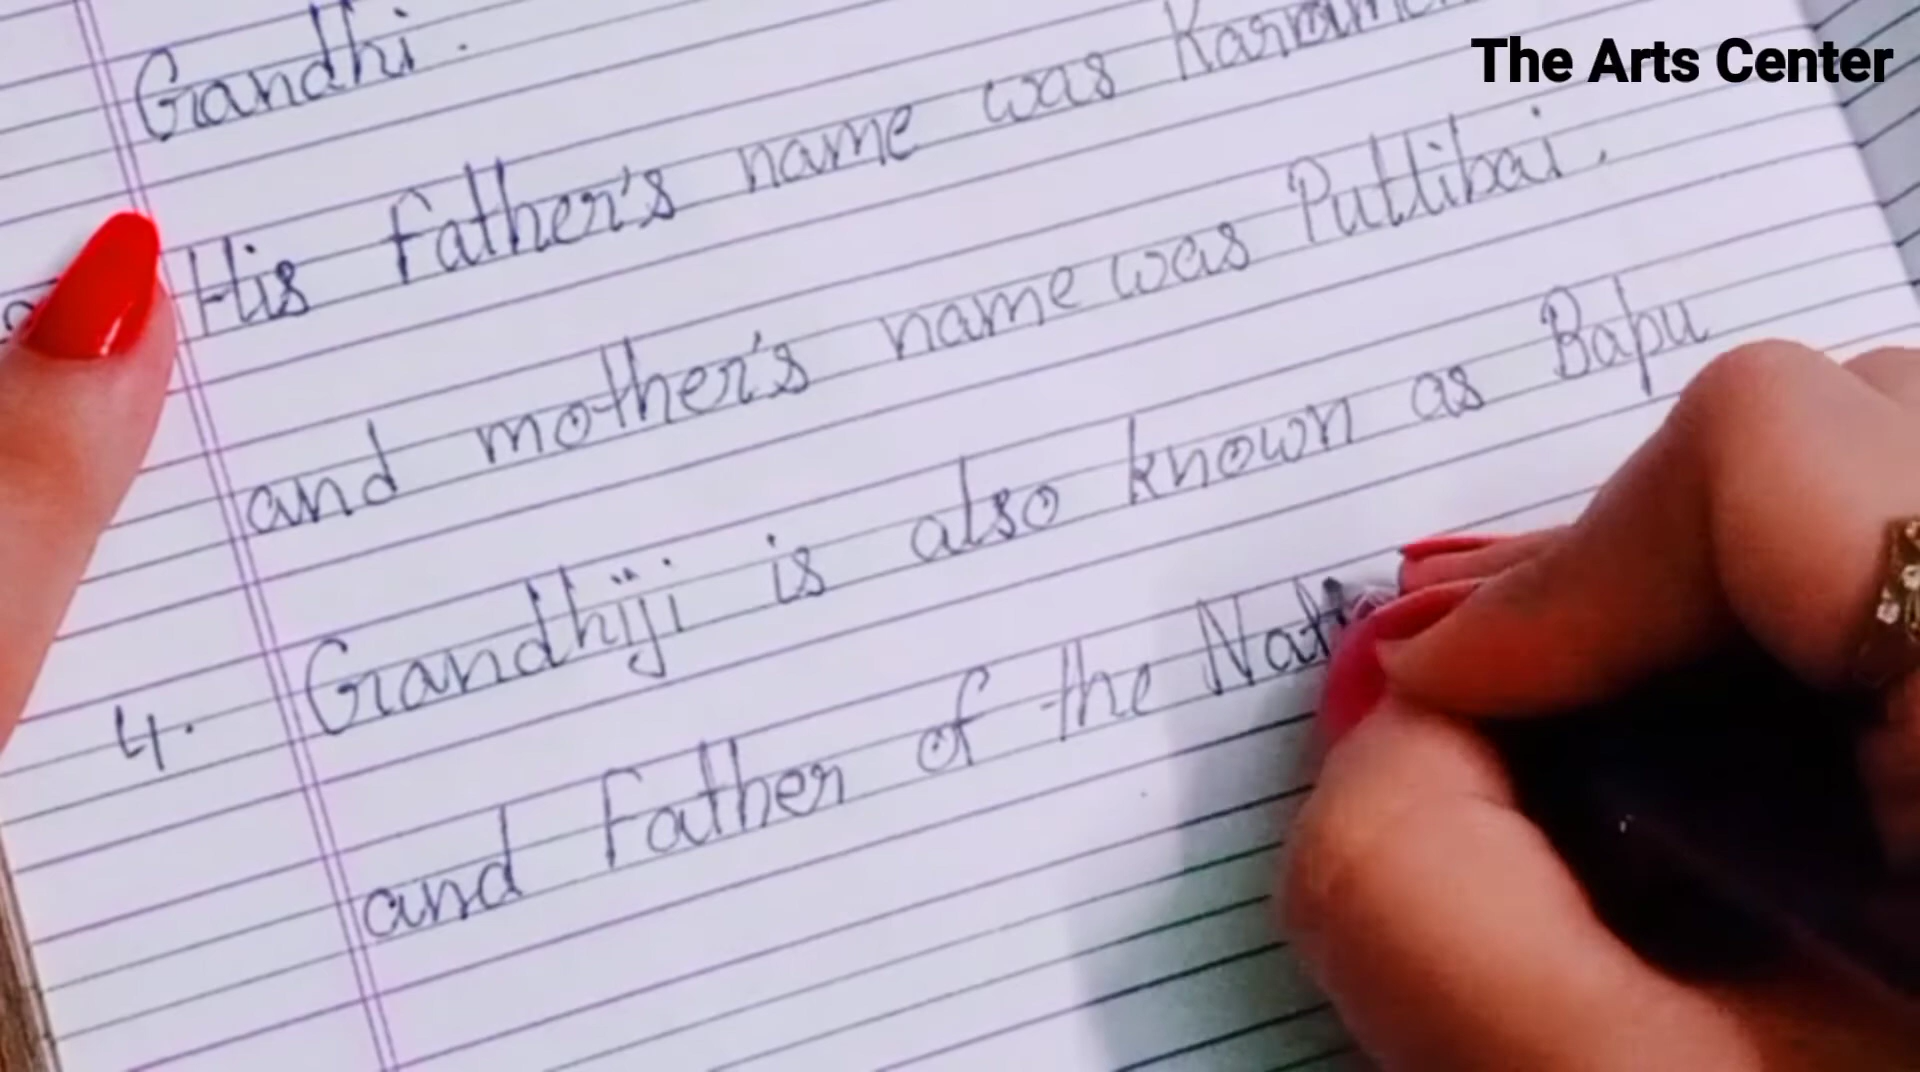 The Arts Center
Gandhi.
His Father's name was
and mother's name was Putlibai.
4. Gandhiji is also known as Bapu
and Father of the